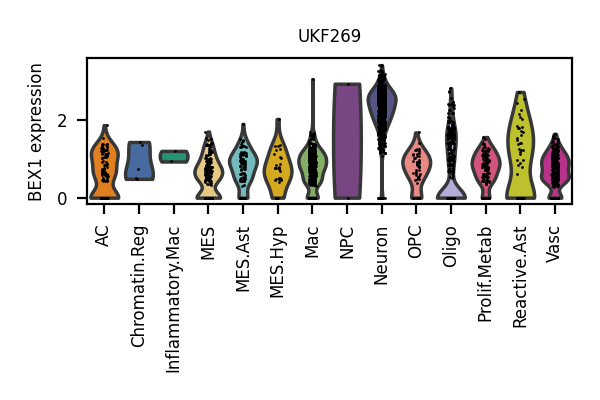 UKF269
BEX1 expression
2
0
AC
Chromatin.Reg
Inflammatory.Mac
MES
MES.Ast
MES.Hyp
Mac
NPC
Neuron
OPC
Oligo
Prolif.Metab
Reactive.Ast
Vasc